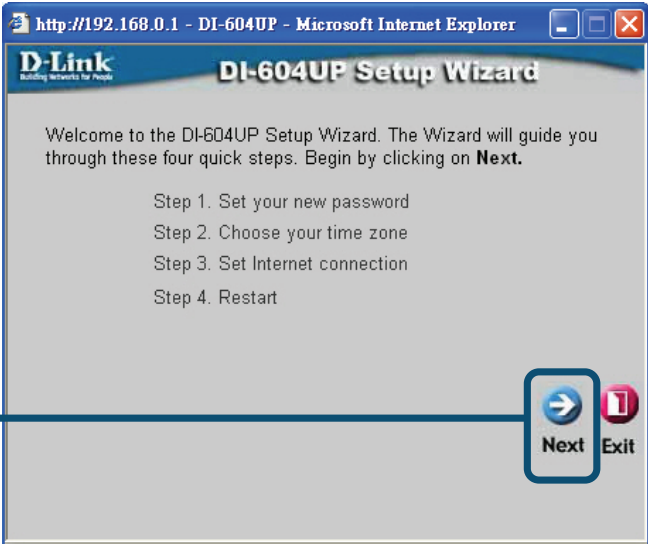 http://192.168.0.1 - DI-604UP - Microsoft Internet Explorer
D-Link
Building Networks for People
DI-604UP Setup Wizard
Welcome to the DI-604UP Setup Wizard. The Wizard will guide you
through these four quick steps. Begin by clicking on Next.
Step 1. Set your new password
Step 2. Choose your time zone
Step 3. Set Internet connection
Step 4. Restart
Next Exit